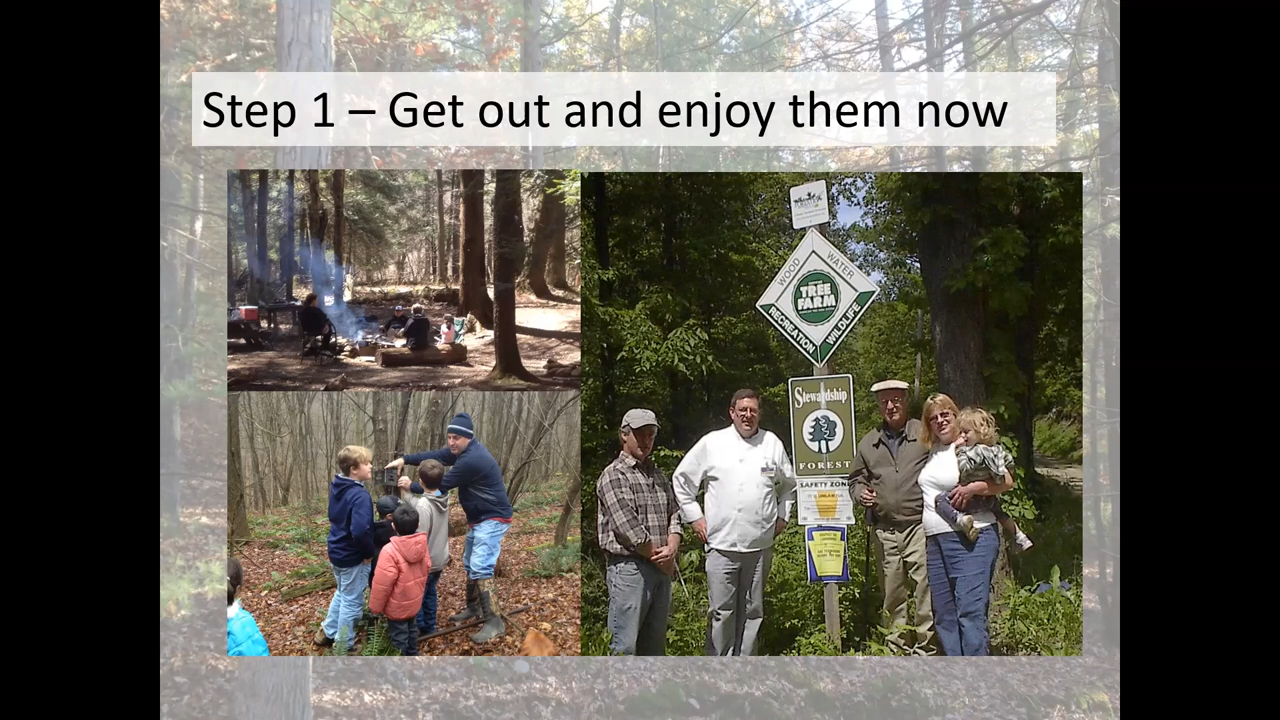 Step 1 – Get out and enjoy them now
WOOD
WATER
TREE
FARM
RECREATION
WILDLIFE
Stewardship
FOREST
SAFETY ZONE